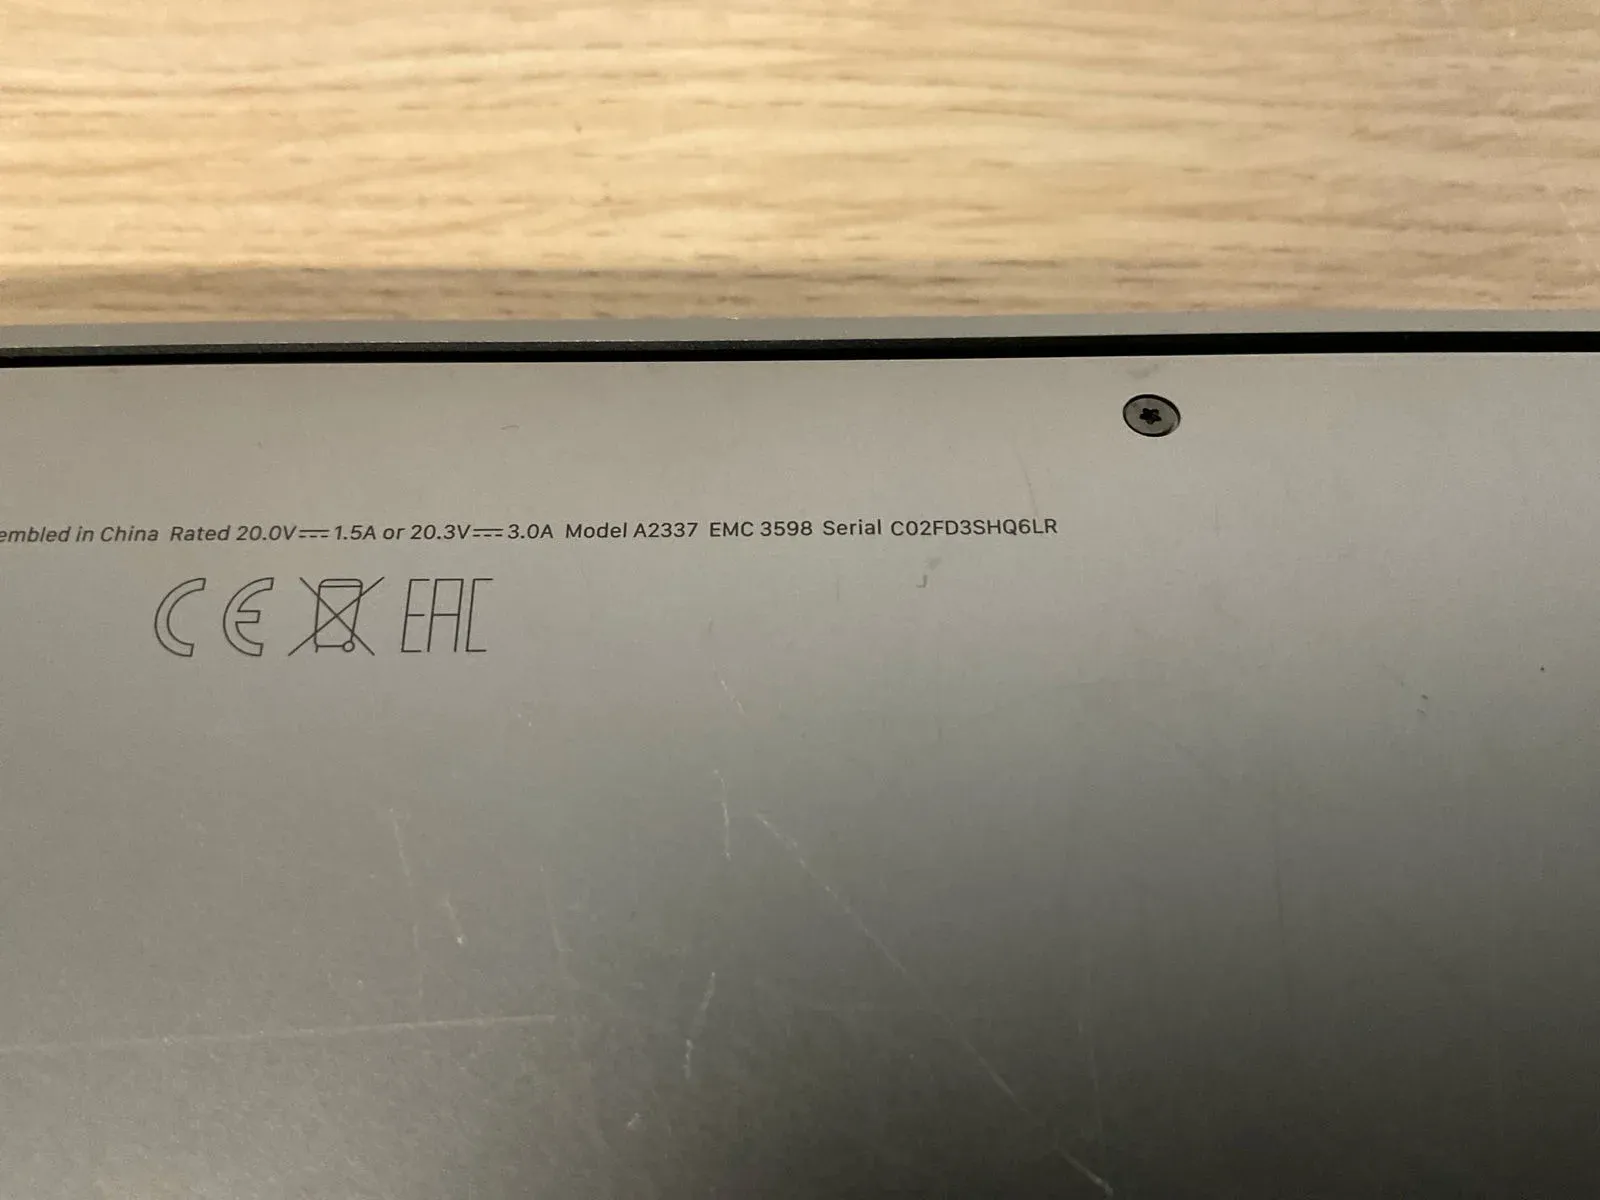 embled in China Rated 20.0V⎓1.5A or 20.3V⎓3.0A Model A2337 EMC 3598 Serial C02FD3SHQ6LR
CE EAC